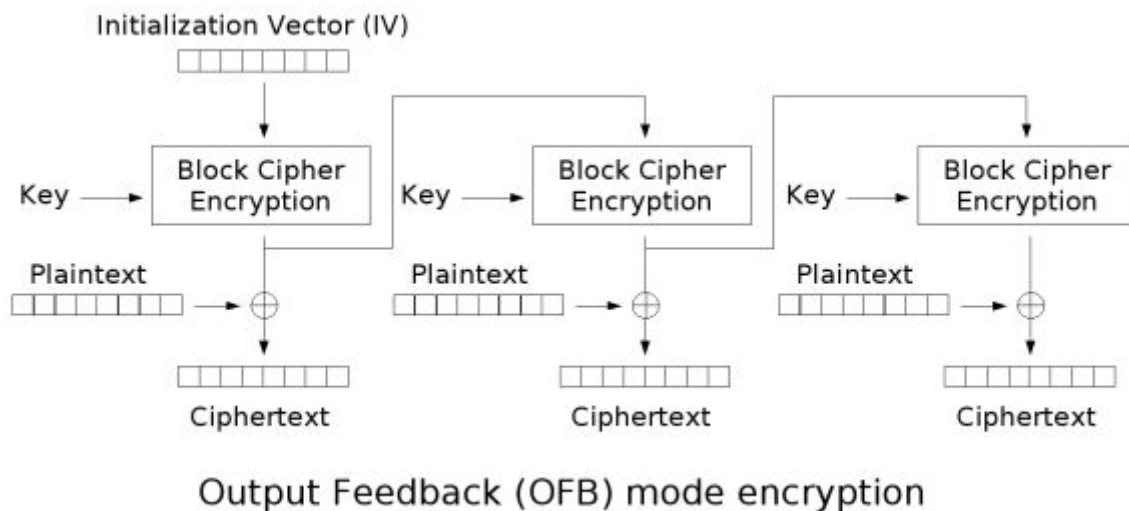 Initialization Vector (IV)
Block Cipher
Encryption
Block Cipher
Encryption
Block Cipher
Encryption
Key
Key
Key
Plaintext
Plaintext
Plaintext
Ciphertext
Ciphertext
Ciphertext
Output Feedback (OFB) mode encryption